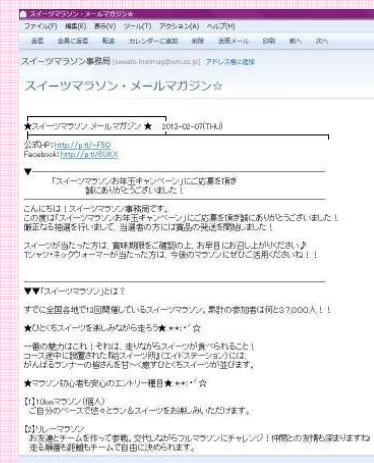 スイーツマラソン・メールマガジン☆
ファイル(F) 編集(E) 表示(V) ツール(T) アクション(A) ヘルプ(H)
返信 全員に返信 転送 カレンダーに追加 削除 迷惑メール 印刷 前へ 次へ
スイーツマラソン事務局 アドレス帳に追加
スイーツマラソン・メールマガジン☆
★スイーツマラソン メールマガジン ★ 2013-02-07(THU)
公式HP:http://p.tl/-F50
Facebook:http://p.tl/6UKX
▼
「スイーツマラソンお年玉キャンペーン」にご応募を頂き
誠にありがとうございました！
こんにちは！スイーツマラソン事務局です。
この度は「スイーツマラソンお年玉キャンペーン」にご応募を頂き誠にありがとうございました！
厳正なる抽選を行いまして、当選者の方には賞品の発送を開始しました！
スイーツが当たった方は、賞味期限をご確認の上、お早目にお召し上がりください♪
Tシャツ・ネックウォーマーが当たった方は、今後のマラソンにぜひご活用くださいね！！
▼▼「スイーツマラソン」とは？
すでに全国各地で13回開催しているスイーツマラソン。累計の参加者は何と37,000人！！
★ひとくちスイーツを楽しみながら走ろう★.+*:・'☆
一番の魅力はこれ！それは、走りながらスイーツが食べられること！
コース途中に設置された「給スイーツ所」(エイドステーション)には、
がんばるランナーの皆さんを甘～く癒すひとくちスイーツが並びます。
★マラソン初心者も安心のエントリー種目★.+*:・'☆
【1】10kmマラソン(個人)
ご自分のペースで悠々とラン＆スイーツをお楽しみいただけます。
【2】リレーマラソン
お友達とチームを作って参戦。交代しながらフルマラソンにチャレンジ！仲間との友情も深まりますね
走る順番も距離もチームで自由に決められます。